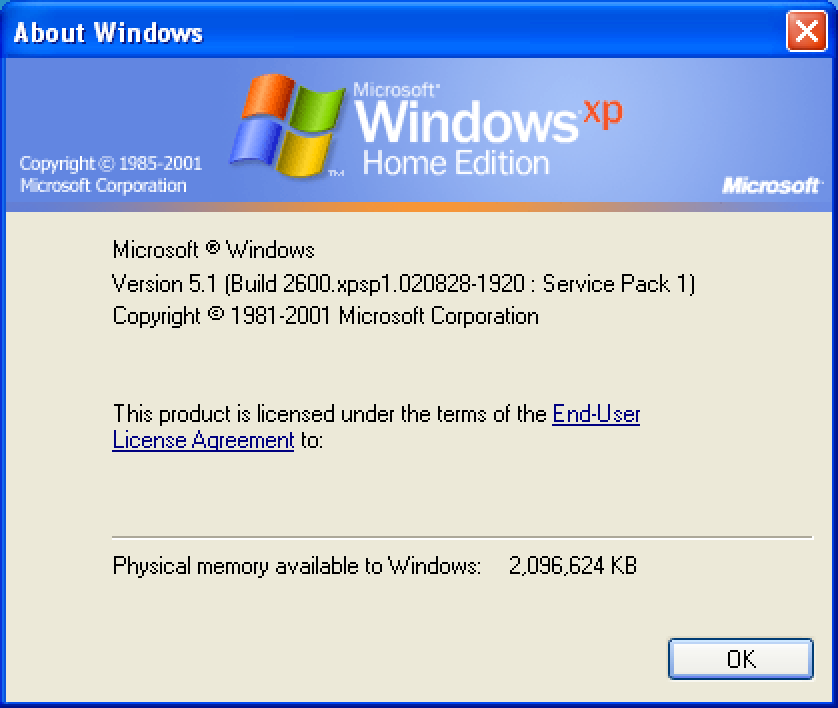 About Windows
Microsoft®
Windows xp
Home Edition
TM
Copyright © 1985-2001
Microsoft Corporation
Microsoft
Microsoft ® Windows
Version 5.1 (Build 2600.xpsp1.020828-1920 : Service Pack 1)
Copyright © 1981-2001 Microsoft Corporation
This product is licensed under the terms of the End-User
License Agreement to:
Physical memory available to Windows: 2,096,624 KB
OK